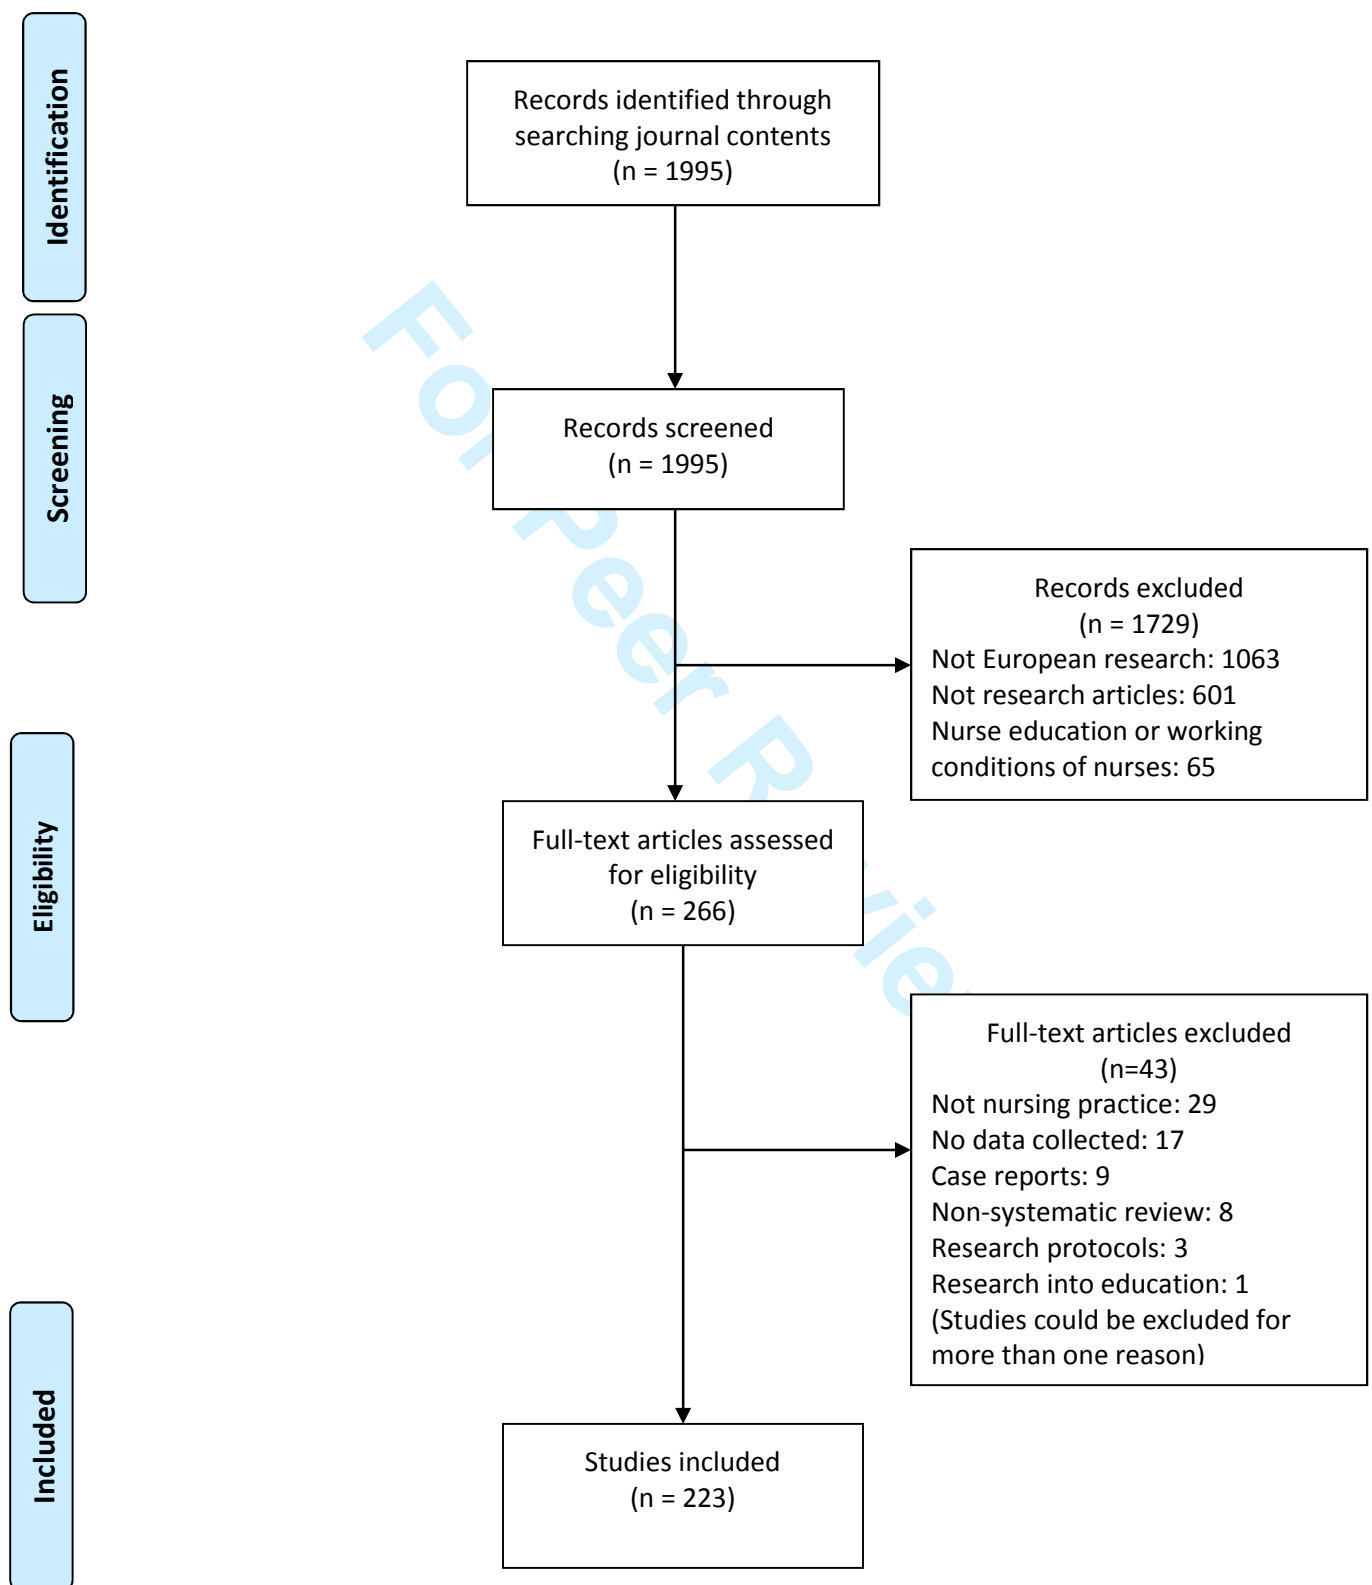 Identification
Records identified through
searching journal contents
(n = 1995)
Screening
Records screened
(n = 1995)
Records excluded
(n = 1729)
Not European research: 1063
Not research articles: 601
Nurse education or working
conditions of nurses: 65
Eligibility
Full-text articles assessed
for eligibility
(n = 266)
Full-text articles excluded
(n=43)
Not nursing practice: 29
No data collected: 17
Case reports: 9
Non-systematic review: 8
Research protocols: 3
Research into education: 1
(Studies could be excluded for
more than one reason)
Included
Studies included
(n = 223)
For Peer Review